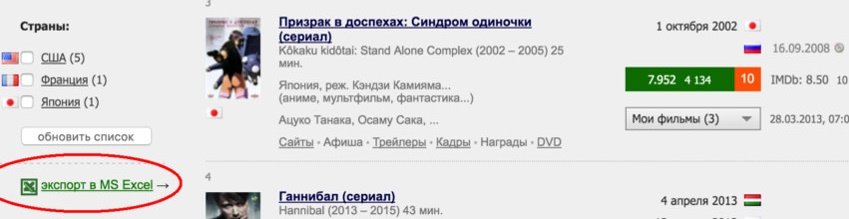 Страны:
США (5)
Франция (1)
Япония (1)
обновить список
экспорт в MS Excel →
3
Призрак в доспехах: Синдром одиночки
(сериал)
Kôkaku kidôtai: Stand Alone Complex (2002 – 2005) 25
мин.
Япония, реж. Кэндзи Камияма...
(аниме, мультфильм, фантастика...)
Ацуко Танака, Осаму Сака, ...
Сайты • Афиша • Трейлеры • Кадры • Награды • DVD
1 октября 2002
16.09.2008
7.952 4 134 10 IMDb: 8.50 10
Мои фильмы (3) 28.03.2013, 07:0
4
Ганнибал (сериал)
Hannibal (2013 – 2015) 43 мин.
4 апреля 2013